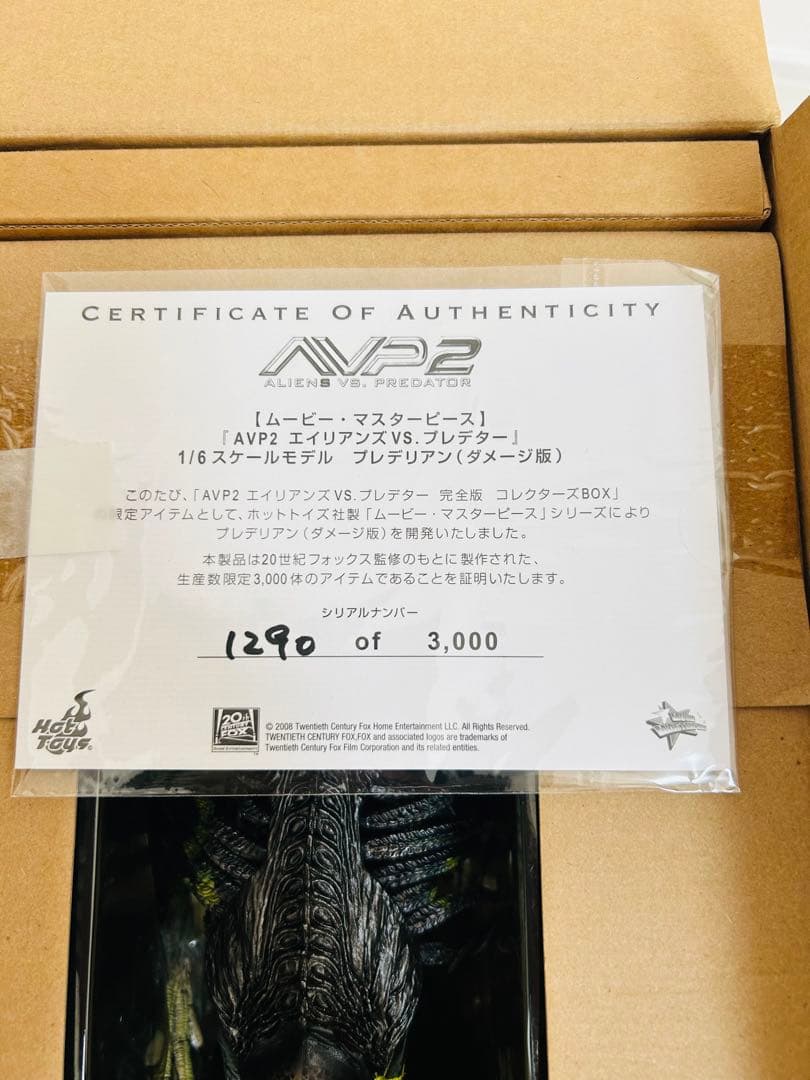 CERTIFICATE OF AUTHENTICITY
AVP2
ALIENS VS. PREDATOR
【ムービー・マスターピース】
『AVP2 エイリアンズVS.プレデター』
1/6スケールモデル プレデリアン(ダメージ版)
このたび、「AVP2 エイリアンズVS.プレデター 完全版 コレクターズBOX」
限定アイテムとして、ホットトイズ社製「ムービー・マスターピース」シリーズにより
プレデリアン(ダメージ版)を開発いたしました。
本製品は20世紀フォックス監修のもとに製作された、
生産数限定3,000体のアイテムであることを証明いたします。
シリアルナンバー
1290 of 3,000
Hot Toys
20th CENTURY FOX
© 2008 Twentieth Century Fox Home Entertainment LLC. All Rights Reserved.
TWENTIETH CENTURY FOX,FOX and associated logos are trademarks of
Twentieth Century Fox Film Corporation and its related entities.